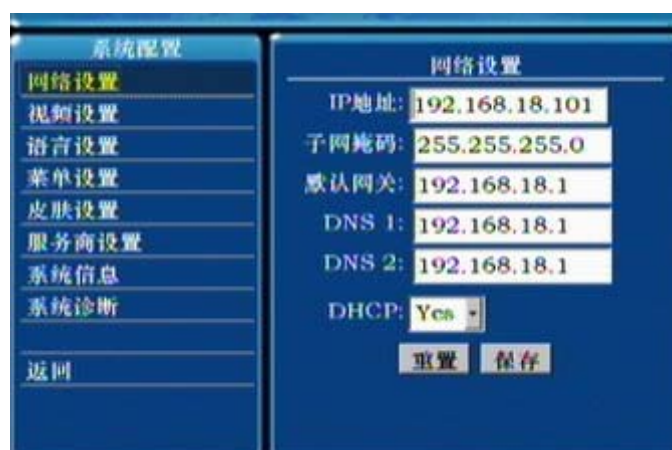 系统配置
网络设置
视频设置
语言设置
菜单设置
皮肤设置
服务商设置
系统信息
系统诊断
返回
网络设置
IP地址: 192.168.18.101
子网掩码: 255.255.255.0
默认网关: 192.168.18.1
DNS 1: 192.168.18.1
DNS 2: 192.168.18.1
DHCP: Yes
重置 保存